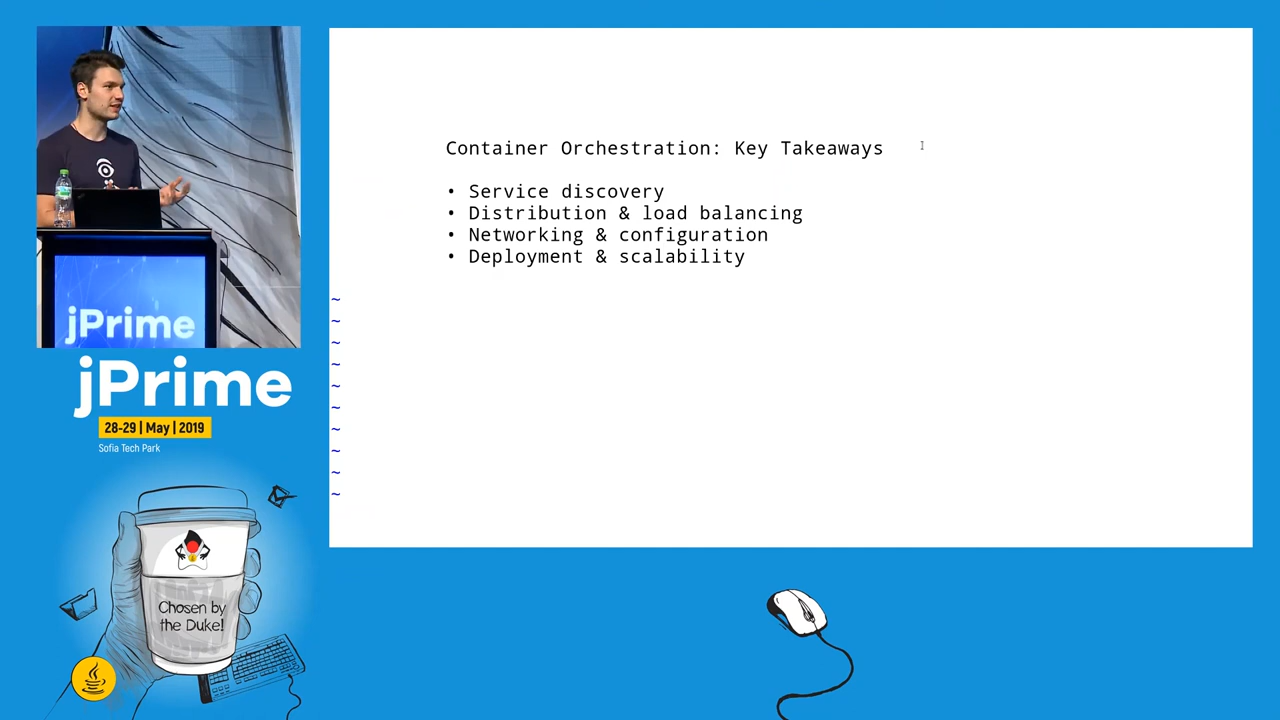 jPrime
jPrime
28-29 | May | 2019
Sofia Tech Park
Chosen by
the Duke!
Container Orchestration: Key Takeaways
• Service discovery
• Distribution & load balancing
• Networking & configuration
• Deployment & scalability
~
~
~
~
~
~
~
~
~
~